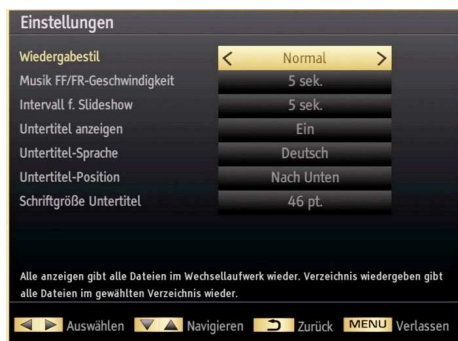 Einstellungen
Wiedergabestil
Normal
Musik FF/FR-Geschwindigkeit
5 sek.
Intervall f. Slideshow
5 sek.
Untertitel anzeigen
Ein
Untertitel-Sprache
Deutsch
Untertitel-Position
Nach Unten
Schriftgröße Untertitel
46 pt.
Alle anzeigen gibt alle Dateien im Wechsellaufwerk wieder. Verzeichnis wiedergeben gibt
alle Dateien im gewählten Verzeichnis wieder.
Auswählen Navigieren Zurück MENU Verlassen